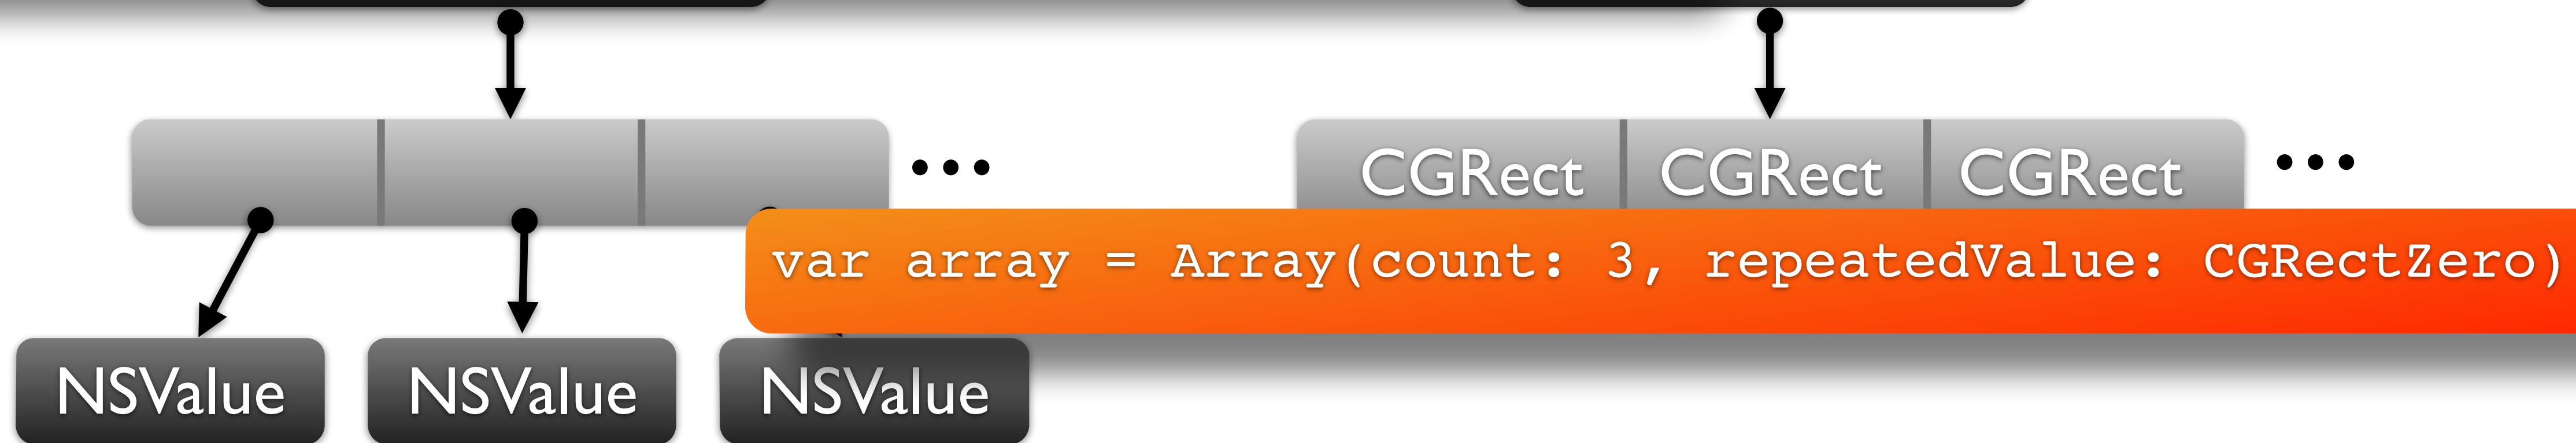 ...
CGRect CGRect CGRect ...
var array = Array(count: 3, repeatedValue: CGRectZero)
NSValue NSValue NSValue